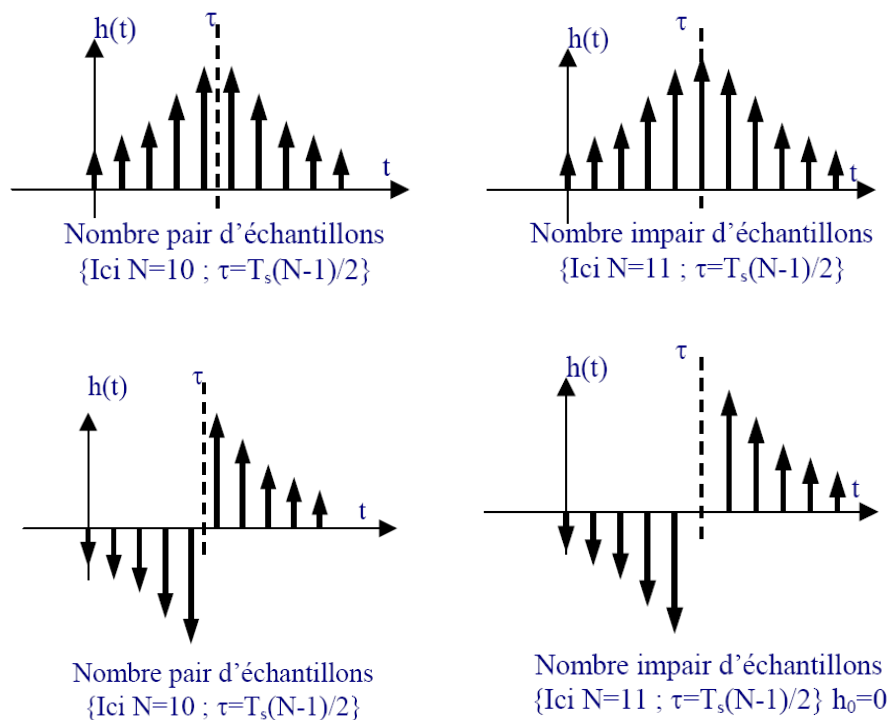 h(t)
τ
t
Nombre pair d'échantillons
{Ici N=10 ; τ=Tₛ(N-1)/2}
h(t)
τ
t
Nombre impair d'échantillons
{Ici N=11 ; τ=Tₛ(N-1)/2}
h(t)
τ
t
Nombre pair d'échantillons
{Ici N=10 ; τ=Tₛ(N-1)/2}
h(t)
τ
t
Nombre impair d'échantillons
{Ici N=11 ; τ=Tₛ(N-1)/2} h₀=0